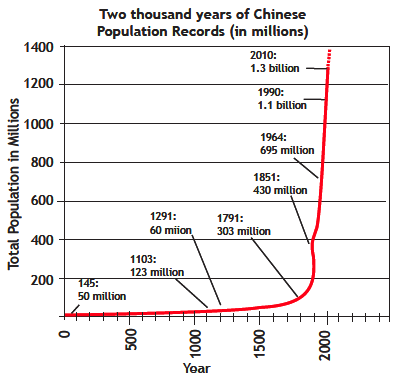 Two thousand years of Chinese
Population Records (in millions)
Total Population in Millions
1400
1200
1000
800
600
400
200
2010:
1.3 billion
1990:
1.1 billion
1964:
695 million
1851:
430 million
1791:
303 million
1291:
60 miion
1103:
123 million
145:
50 million
0
500
1000
1500
2000
Year